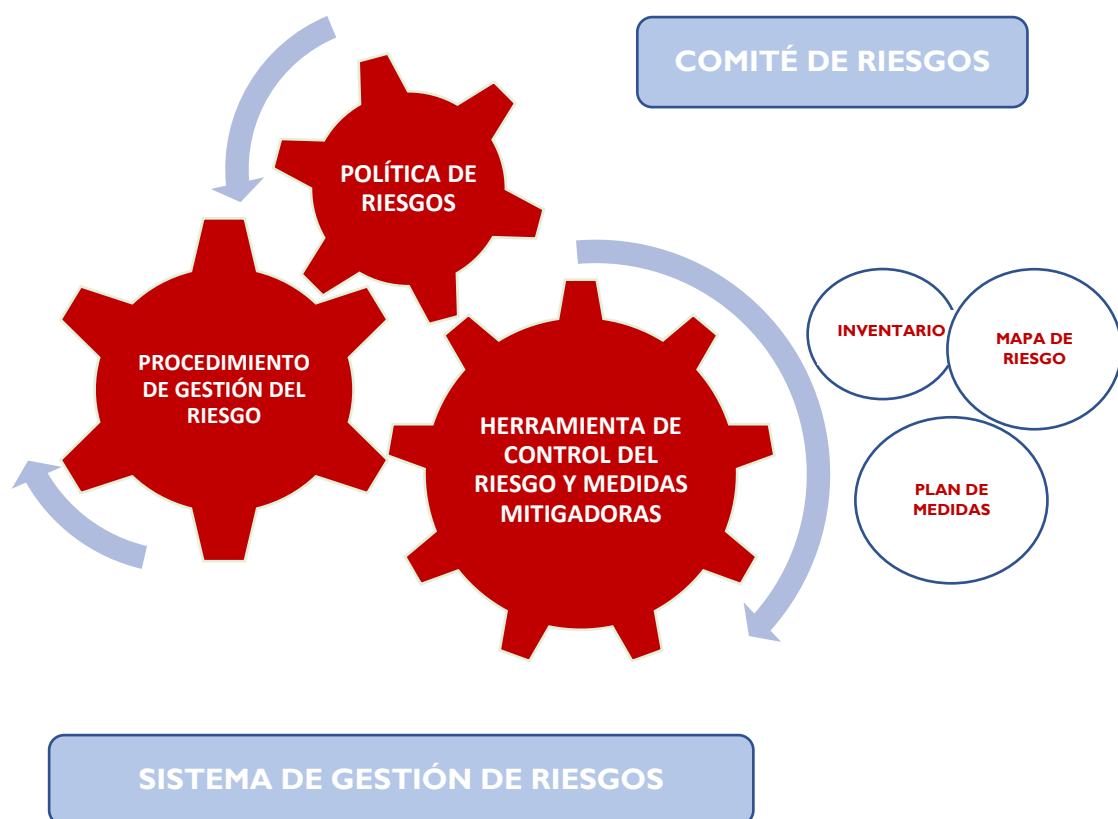 COMITÉ DE RIESGOS
POLÍTICA DE
RIESGOS
PROCEDIMIENTO
DE GESTIÓN DEL
RIESGO
HERRAMIENTA DE
CONTROL DEL
RIESGO Y MEDIDAS
MITIGADORAS
INVENTARIO
MAPA DE
RIESGO
PLAN DE
MEDIDAS
SISTEMA DE GESTIÓN DE RIESGOS